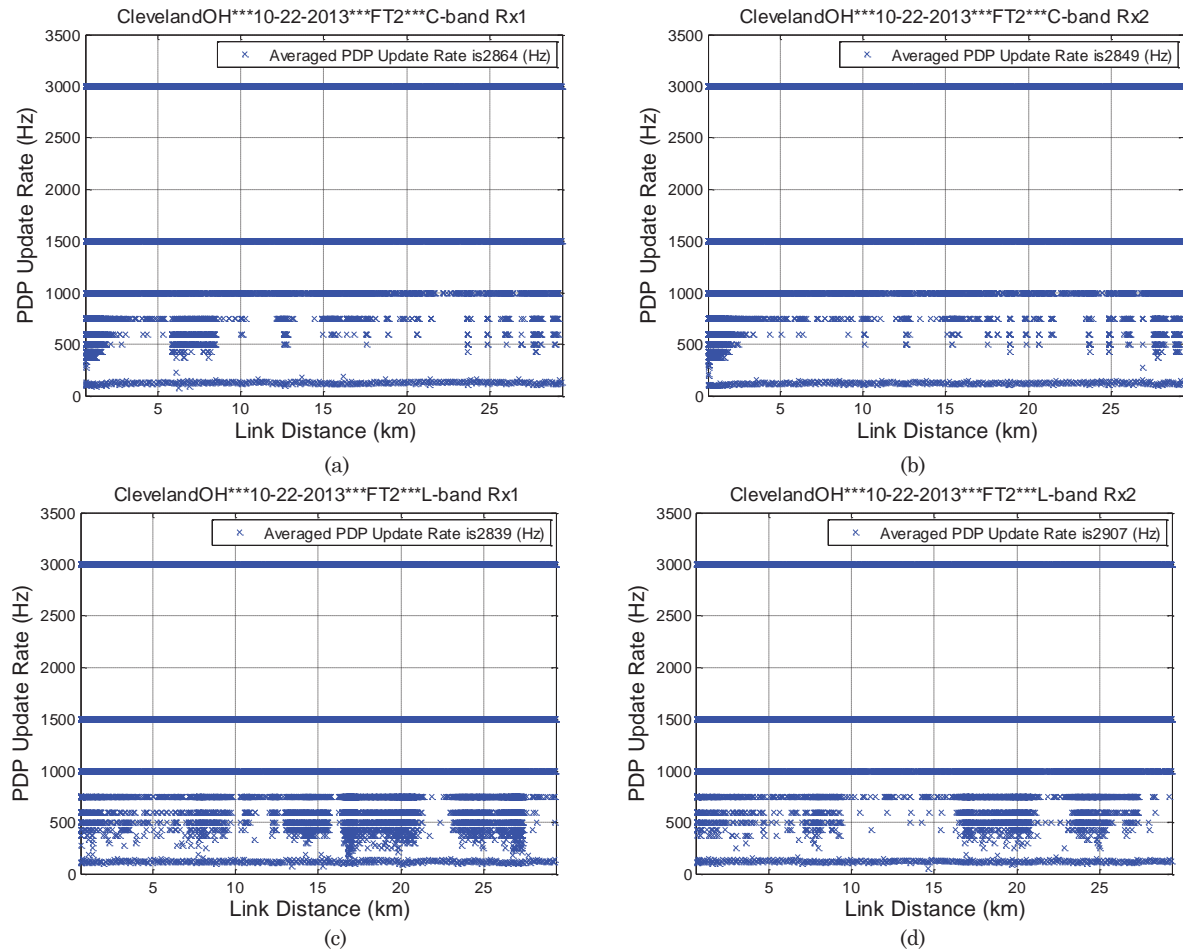 ClevelandOH***10-22-2013***FT2***C-band Rx1
Averaged PDP Update Rate is2864 (Hz)
PDP Update Rate (Hz)
3500
3000
2500
2000
1500
1000
500
0
5
10
15
20
25
Link Distance (km)
(a)
ClevelandOH***10-22-2013***FT2***C-band Rx2
Averaged PDP Update Rate is2849 (Hz)
PDP Update Rate (Hz)
3500
3000
2500
2000
1500
1000
500
0
5
10
15
20
25
Link Distance (km)
(b)
ClevelandOH***10-22-2013***FT2***L-band Rx1
Averaged PDP Update Rate is2839 (Hz)
PDP Update Rate (Hz)
3500
3000
2500
2000
1500
1000
500
0
5
10
15
20
25
Link Distance (km)
(c)
ClevelandOH***10-22-2013***FT2***L-band Rx2
Averaged PDP Update Rate is2907 (Hz)
PDP Update Rate (Hz)
3500
3000
2500
2000
1500
1000
500
0
5
10
15
20
25
Link Distance (km)
(d)